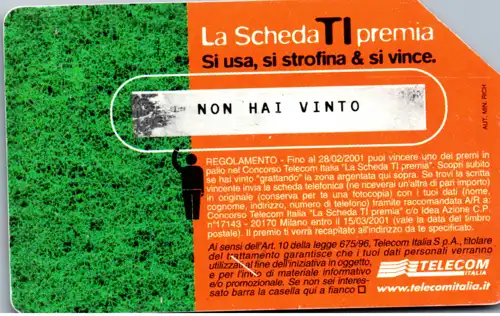 La Scheda TI premia
Si usa, si strofina & si vince.
NON HAI VINTO
AUT. MIN. RICH
REGOLAMENTO - Fino al 28/02/2001 puoi vincere uno dei premi in
palio nel Concorso Telecom Italia "La Scheda TI premia". Scopri subito
se hai vinto "grattando" la zona argentata qui sopra. Se trovi la scritta
vincente invia la scheda telefonica (ne riceverai un'altra di pari importo)
in originale (conserva per te una fotocopia) con i tuoi dati (nome,
cognome, indirizzo, numero di telefono) tramite raccomandata A/R a:
Concorso Telecom Italia "La Scheda TI premia" c/o Idea Azione C.P.
n°17143 - 20170 Milano entro il 15/03/2001 (vale la data del timbro
postale). Il premio ti verrà recapitato all'indirizzo da te specificato.
Ai sensi dell'Art. 10 della legge 675/96, Telecom Italia S.p.A., titolare
del trattamento garantisce che i tuoi dati personali verranno
utilizzati al fine dell'iniziativa in oggetto,
e per l'invio di materiale informativo
e/o promozionale. Se non sei interes-
sato barra la casella qui a fianco
TELECOM
ITALIA
www.telecomitalia.it